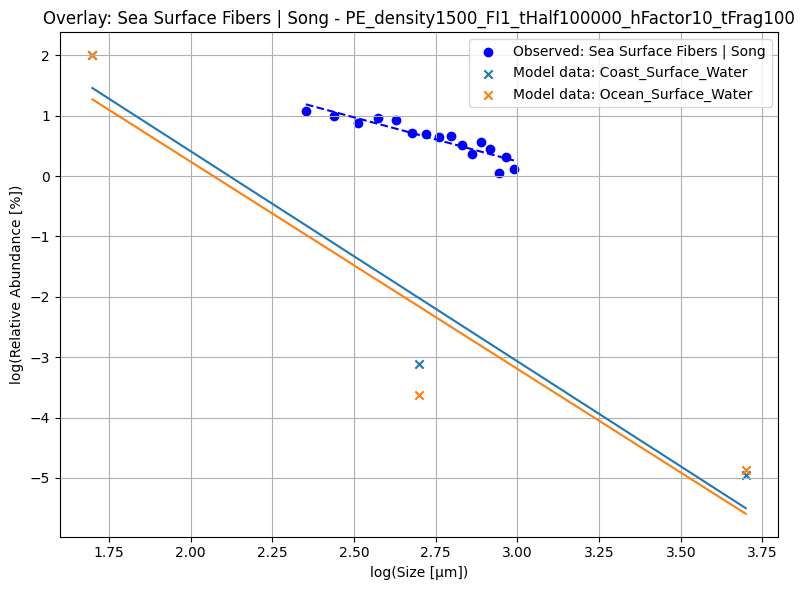 Overlay: Sea Surface Fibers | Song - PE_density1500_FI1_tHalf100000_hFactor10_tFrag100
Observed: Sea Surface Fibers | Song
Model data: Coast_Surface_Water
Model data: Ocean_Surface_Water
log(Relative Abundance [%])
2
1
0
−1
−2
−3
−4
−5
1.75
2.00
2.25
2.50
2.75
3.00
3.25
3.50
3.75
log(Size [µm])